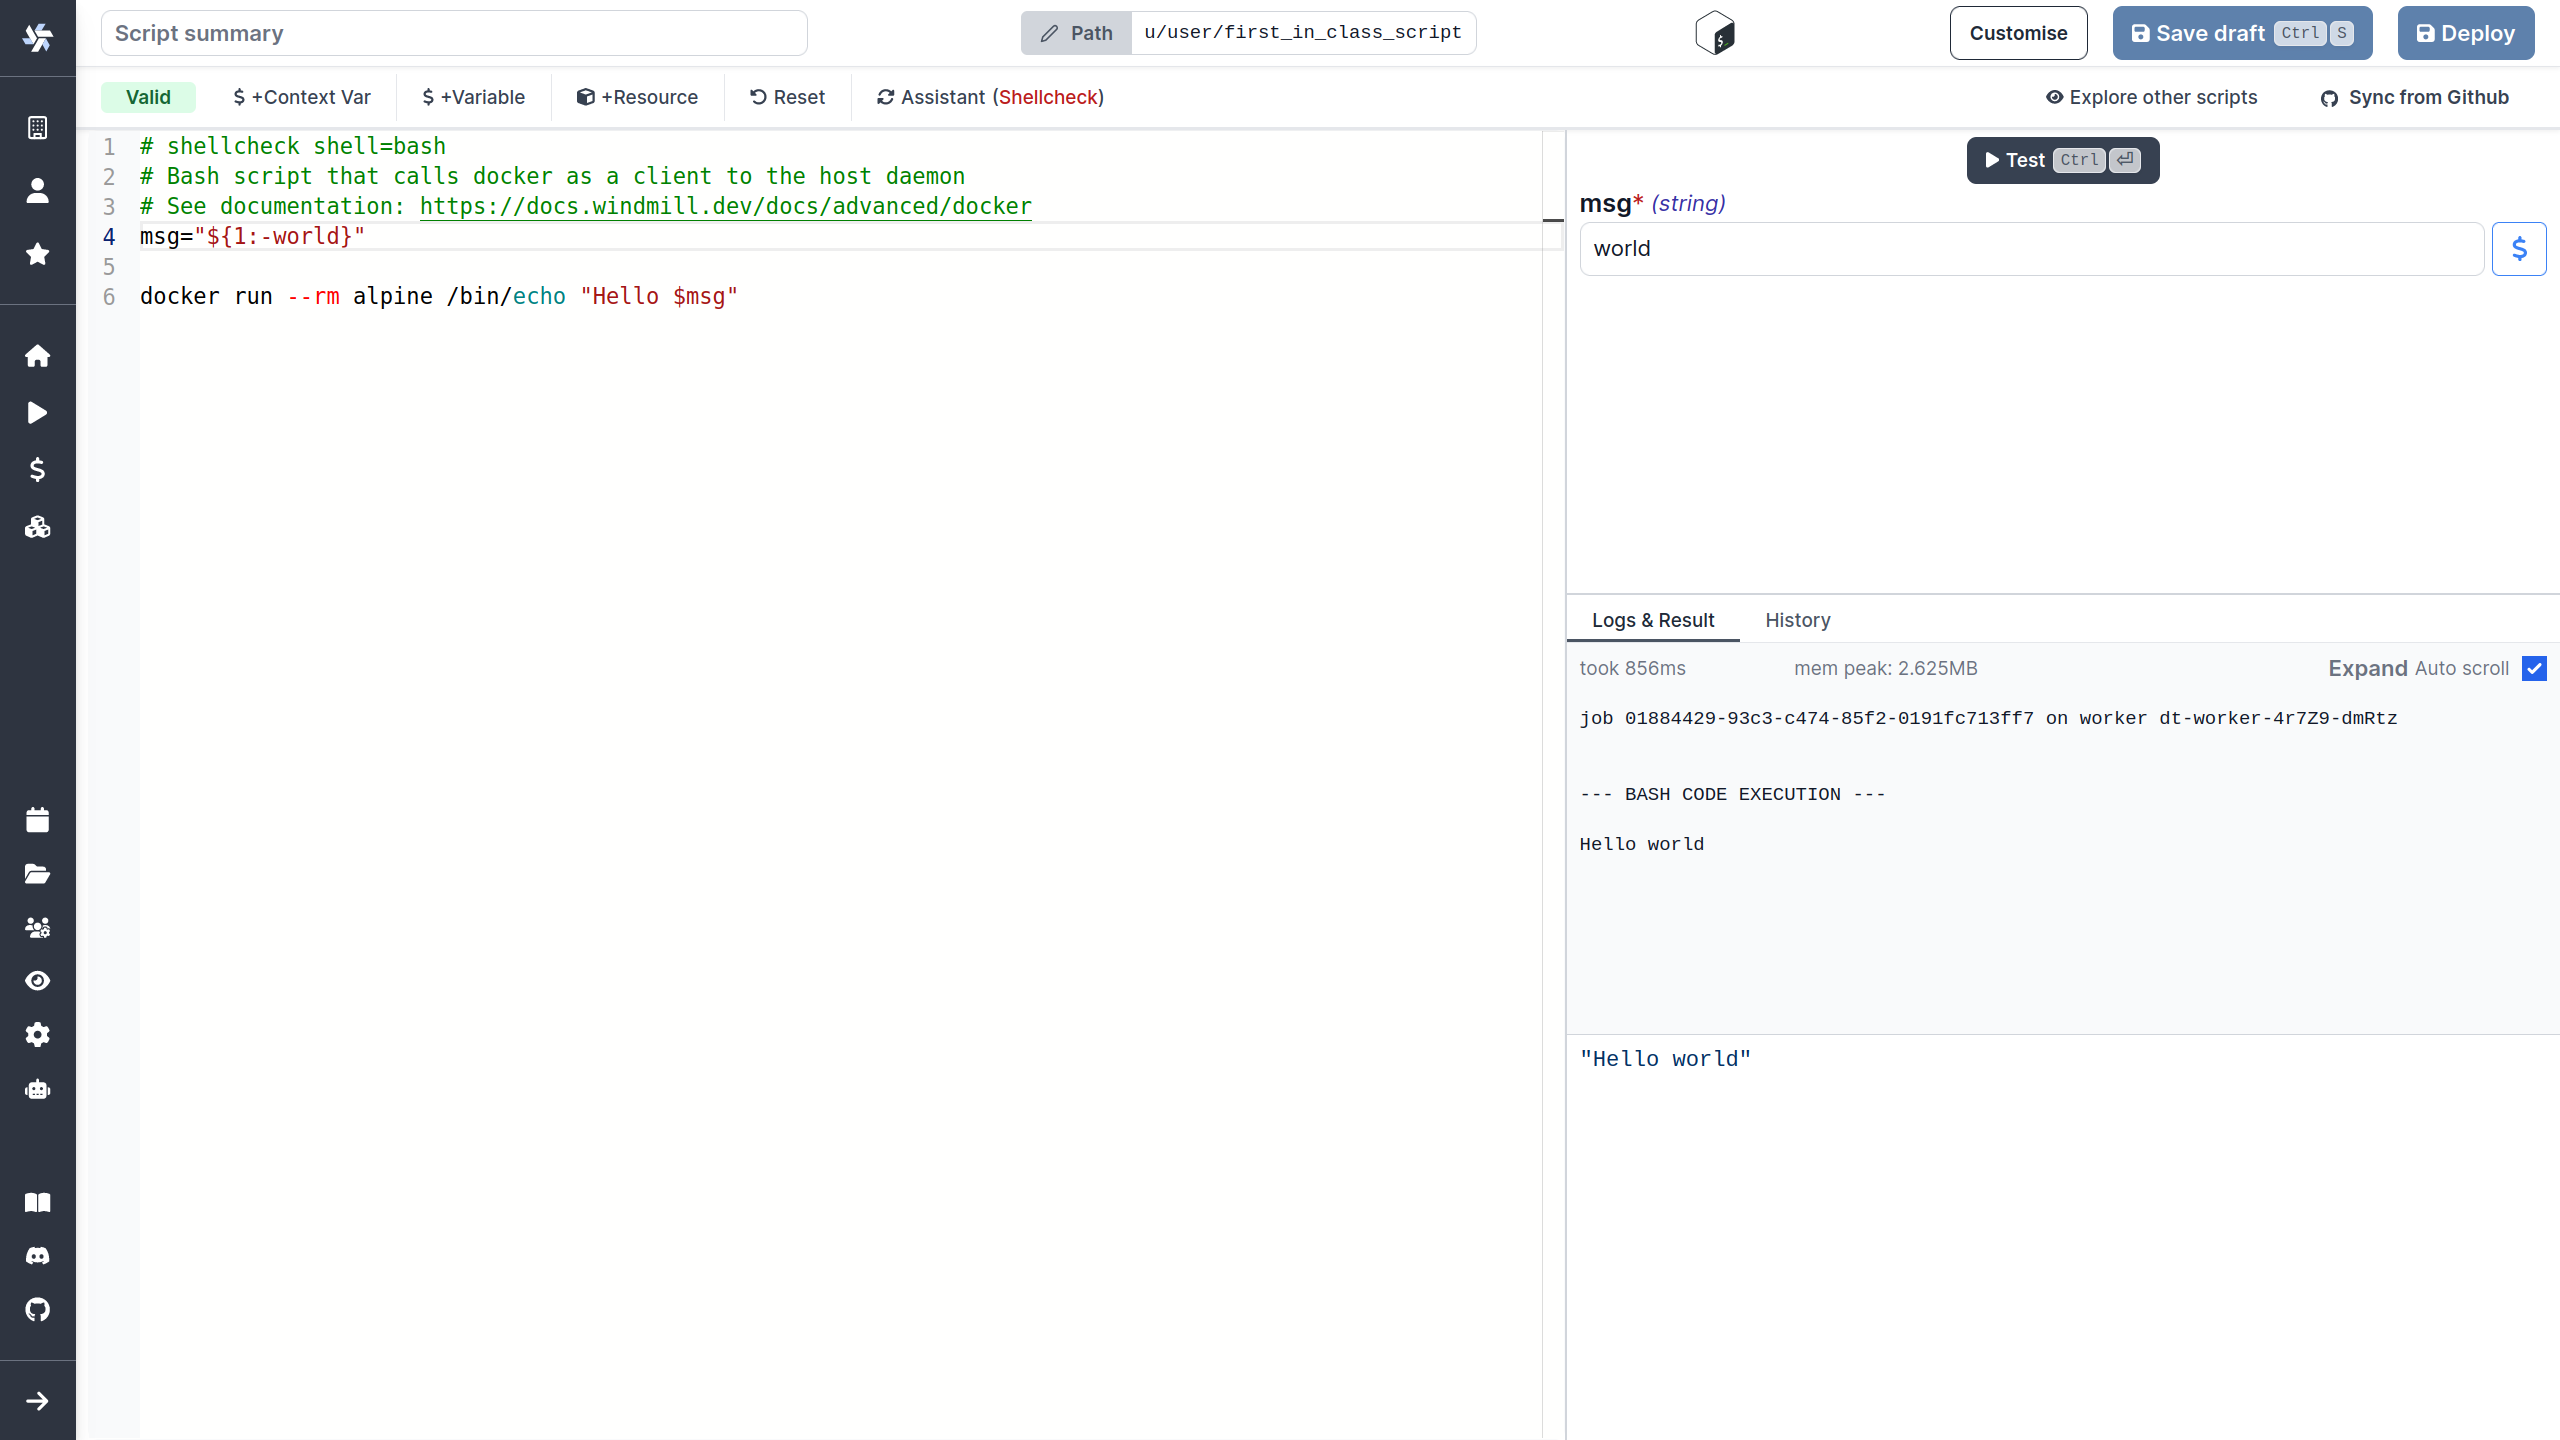 Script summary
Path u/user/first_in_class_script
Customise
Save draft Ctrl S
Deploy
Valid
+Context Var
+Variable
+Resource
Reset
Assistant (Shellcheck)
Explore other scripts
Sync from Github
1 # shellcheck shell=bash
2 # Bash script that calls docker as a client to the host daemon
3 # See documentation: https://docs.windmill.dev/docs/advanced/docker
4 msg="${1:-world}"
5
6 docker run --rm alpine /bin/echo "Hello $msg"
Test Ctrl ⏎
msg* (string)
world
$
Logs & Result History
took 856ms mem peak: 2.625MB Expand Auto scroll
job 01884429-93c3-c474-85f2-0191fc713ff7 on worker dt-worker-4r7Z9-dmRtz
--- BASH CODE EXECUTION ---
Hello world
"Hello world"